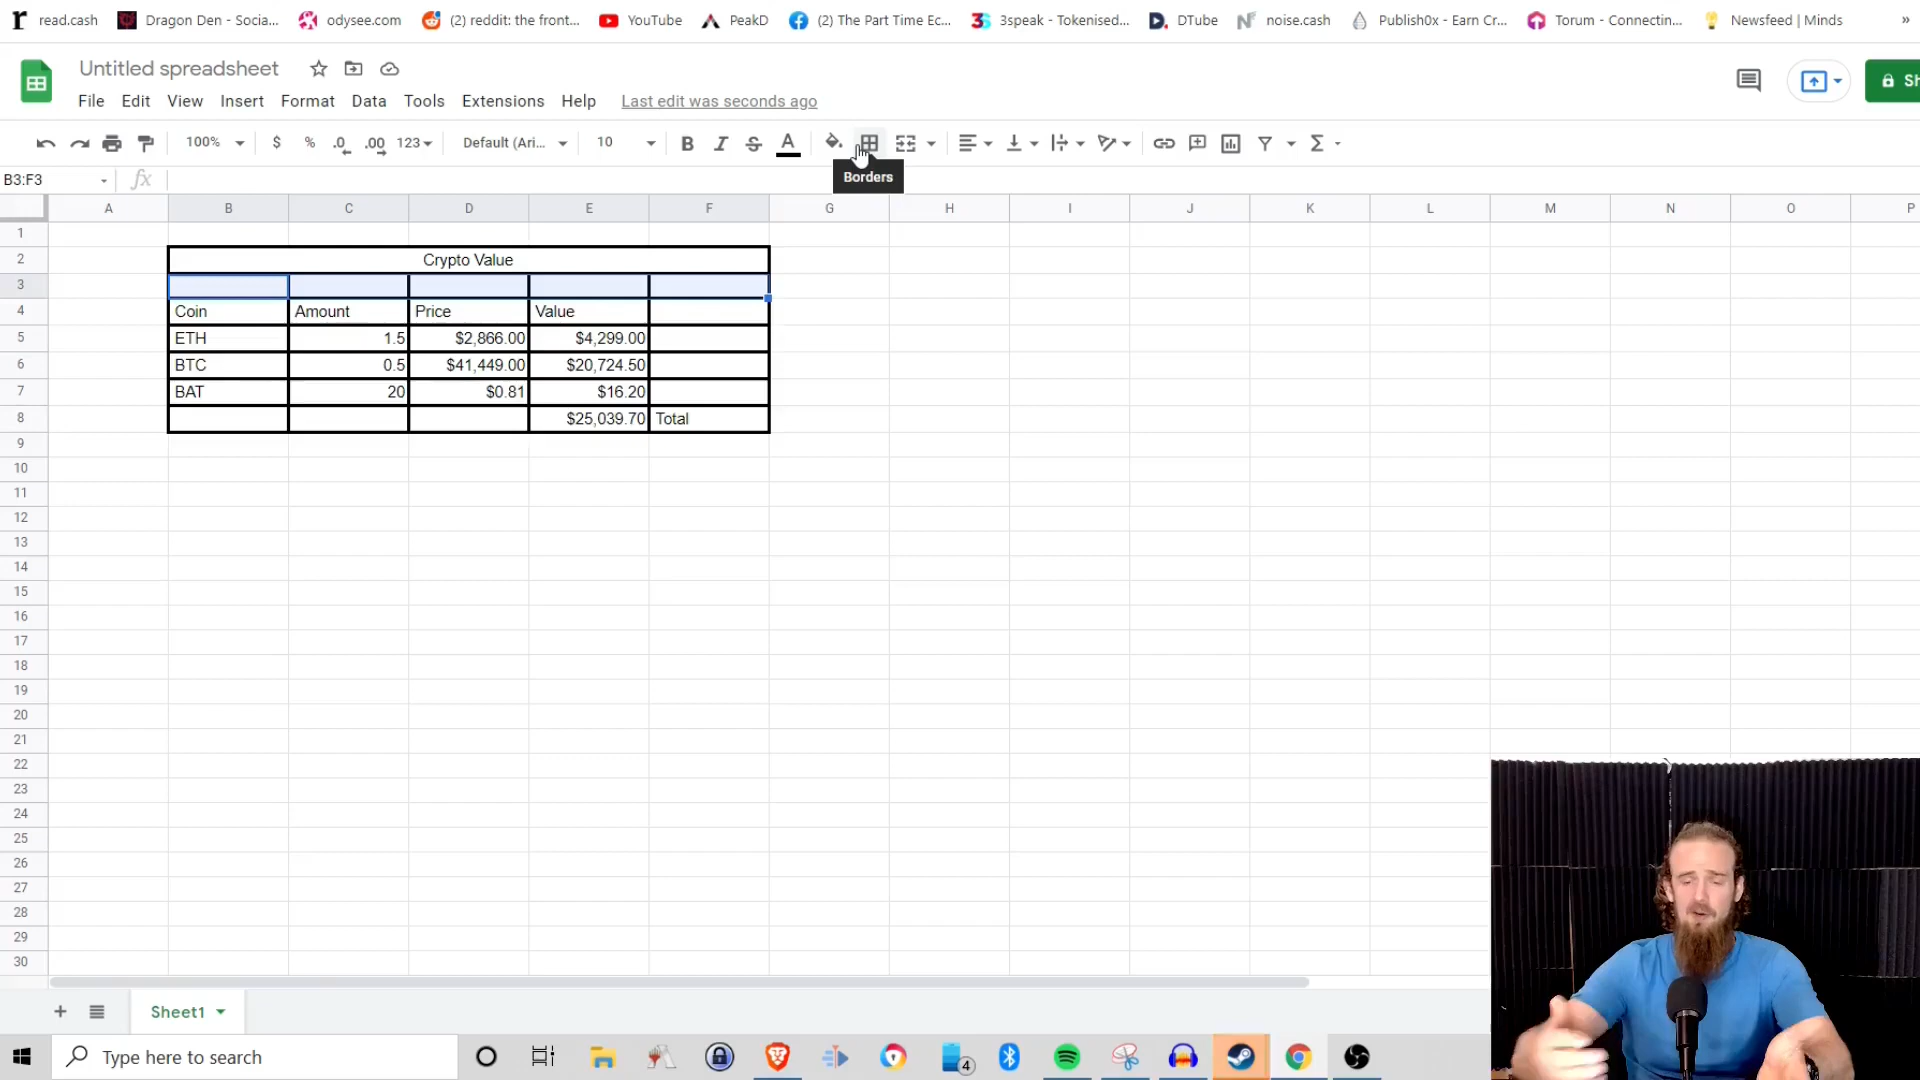 read.cash Dragon Den - Socia... odysee.com (2) reddit: the front... YouTube PeakD (2) The Part Time Ec... 3speak - Tokenised... DTube noise.cash Publish0x - Earn Cr... Torum - Connectin... Newsfeed | Minds »
Untitled spreadsheet
File Edit View Insert Format Data Tools Extensions Help Last edit was seconds ago Sh
100% $ % .0 .00 123 Default (Ari... 10 B I S A Σ
Borders
B3:F3 fx
A B C D E F G H I J K L M N O P
1
2 Crypto Value
3
4 Coin Amount Price Value
5 ETH 1.5 $2,866.00 $4,299.00
6 BTC 0.5 $41,449.00 $20,724.50
7 BAT 20 $0.81 $16.20
8 $25,039.70 Total
9
10
11
12
13
14
15
16
17
18
19
20
21
22
23
24
25
26
27
28
29
30
+ Sheet1
Type here to search 4